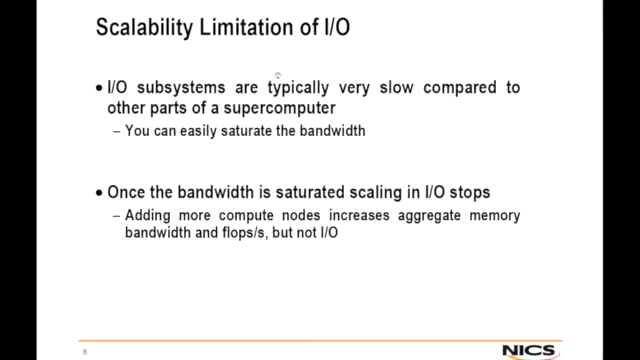 Scalability Limitation of I/O
• I/O subsystems are typically very slow compared to
other parts of a supercomputer
– You can easily saturate the bandwidth
• Once the bandwidth is saturated scaling in I/O stops
– Adding more compute nodes increases aggregate memory
bandwidth and flops/s, but not I/O
8
NICS